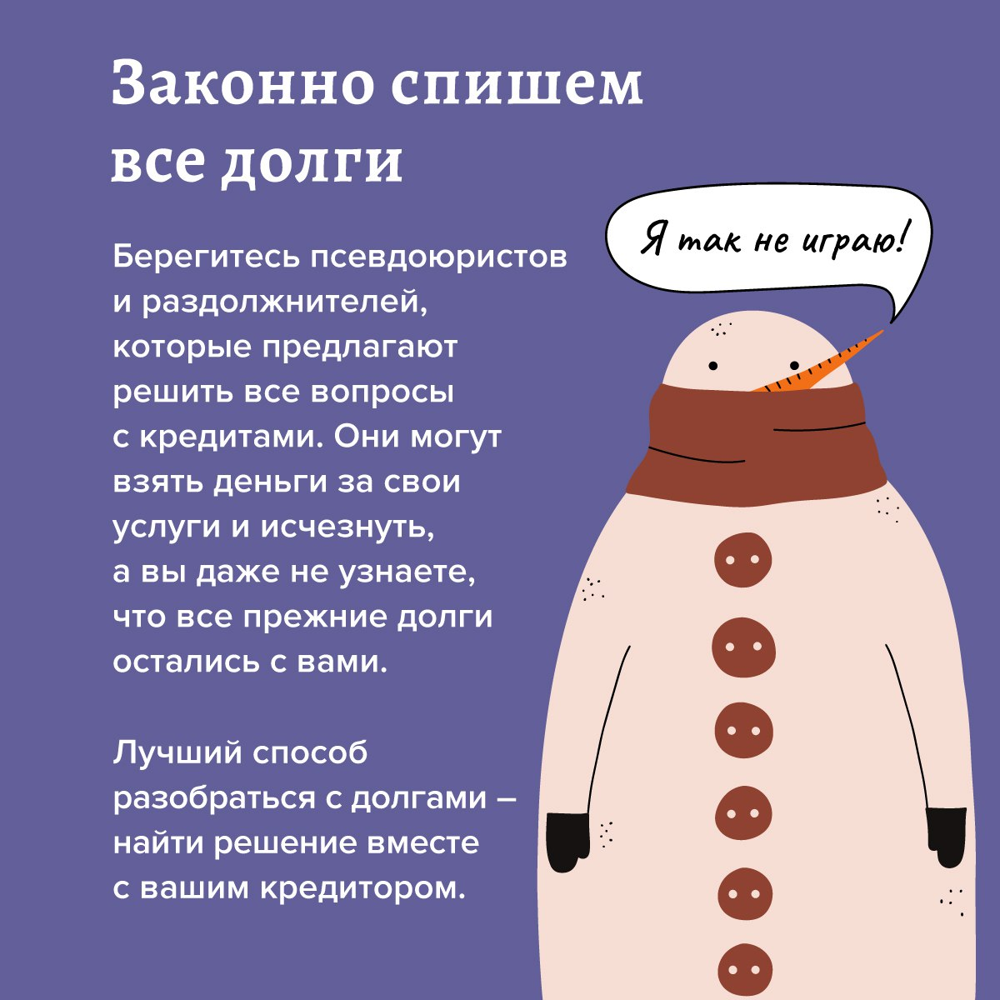 Законно спишем
все долги
Я так не играю!
Берегитесь псевдоюристов
и раздолжнителей,
которые предлагают
решить все вопросы
с кредитами. Они могут
взять деньги за свои
услуги и исчезнуть,
а вы даже не узнаете,
что все прежние долги
остались с вами.
Лучший способ
разобраться с долгами –
найти решение вместе
с вашим кредитором.